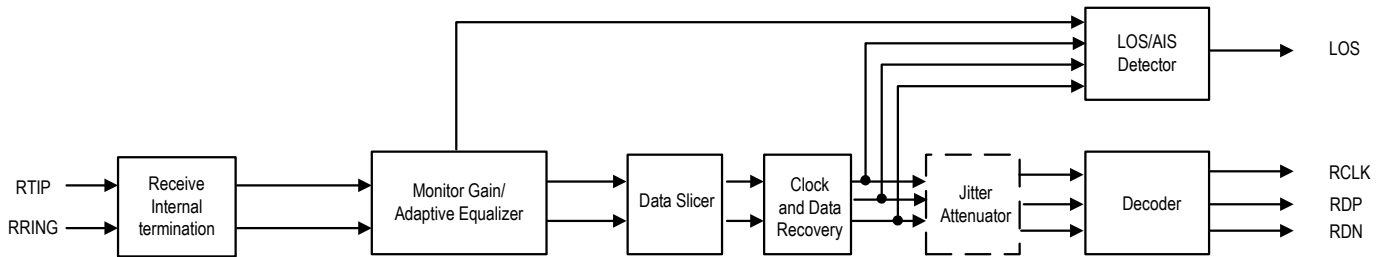 LOS/AIS
Detector
LOS
RTIP
RRING
Receive
Internal
termination
Monitor Gain/
Adaptive Equalizer
Data Slicer
Clock
and Data
Recovery
Jitter
Attenuator
Decoder
RCLK
RDP
RDN